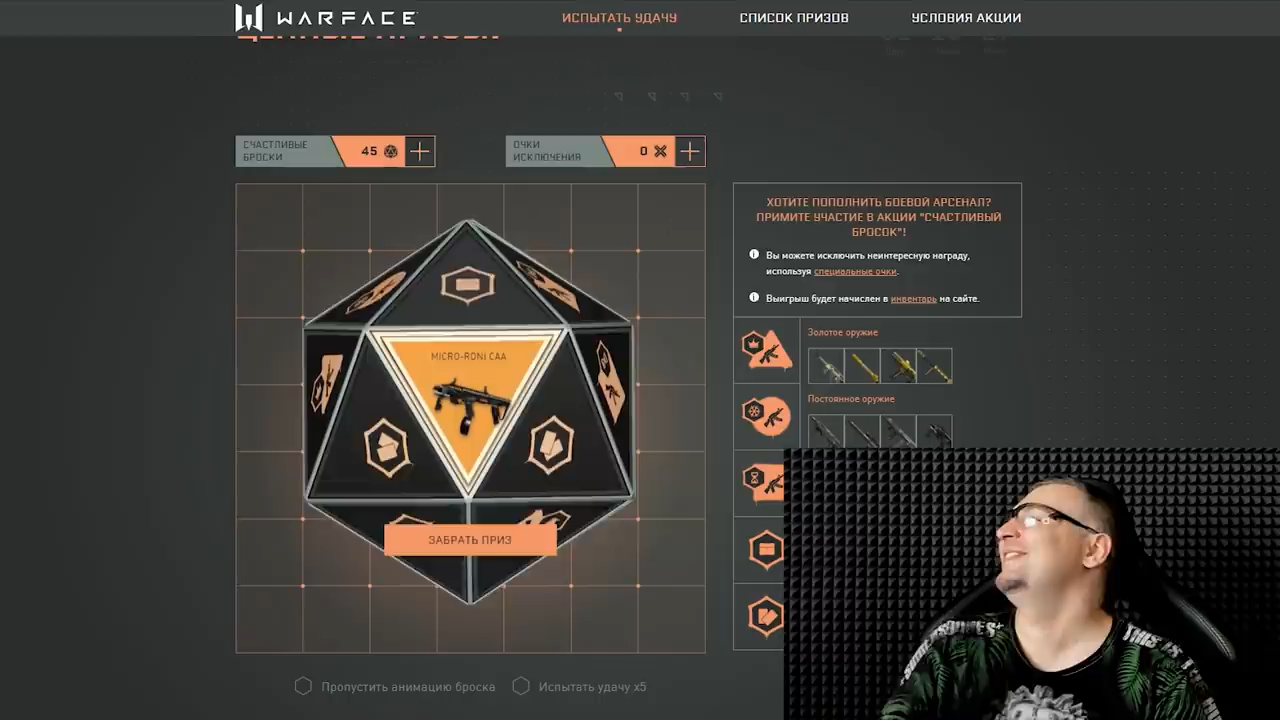 WARFACE
ИСПЫТАТЬ УДАЧУ
СПИСОК ПРИЗОВ
УСЛОВИЯ АКЦИИ
СЧАСТЛИВЫЕ
БРОСКИ
45
ОЧКИ
ИСКЛЮЧЕНИЯ
0
ХОТИТЕ ПОПОЛНИТЬ БОЕВОЙ АРСЕНАЛ?
ПРИМИТЕ УЧАСТИЕ В АКЦИИ "СЧАСТЛИВЫЙ
БРОСОК"!
Вы можете исключить неинтересную награду,
используя специальные очки.
Выигрыш будет начислен в инвентарь на сайте.
MICRO-RONI CAA
Золотое оружие
Постоянное оружие
ЗАБРАТЬ ПРИЗ
Пропустить анимацию броска
Испытать удачу x5
THIS IS T